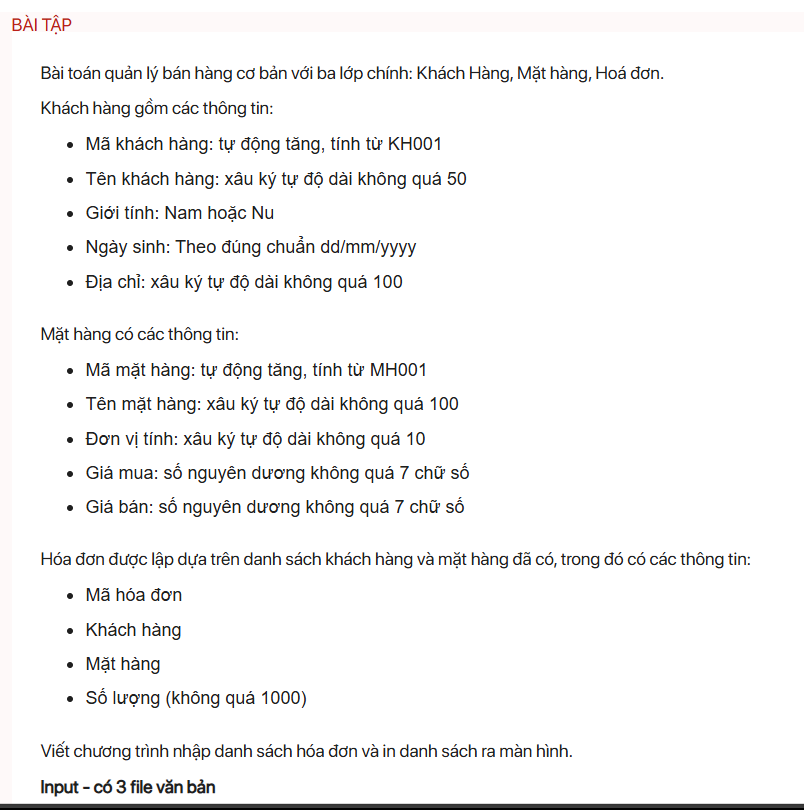 BÀI TẬP
Bài toán quản lý bán hàng cơ bản với ba lớp chính: Khách Hàng, Mặt hàng, Hoá đơn.
Khách hàng gồm các thông tin:
• Mã khách hàng: tự động tăng, tính từ KH001
• Tên khách hàng: xâu ký tự độ dài không quá 50
• Giới tính: Nam hoặc Nu
• Ngày sinh: Theo đúng chuẩn dd/mm/yyyy
• Địa chỉ: xâu ký tự độ dài không quá 100
Mặt hàng có các thông tin:
• Mã mặt hàng: tự động tăng, tính từ MH001
• Tên mặt hàng: xâu ký tự độ dài không quá 100
• Đơn vị tính: xâu ký tự độ dài không quá 10
• Giá mua: số nguyên dương không quá 7 chữ số
• Giá bán: số nguyên dương không quá 7 chữ số
Hóa đơn được lập dựa trên danh sách khách hàng và mặt hàng đã có, trong đó có các thông tin:
• Mã hóa đơn
• Khách hàng
• Mặt hàng
• Số lượng (không quá 1000)
Viết chương trình nhập danh sách hóa đơn và in danh sách ra màn hình.
Input - có 3 file văn bản